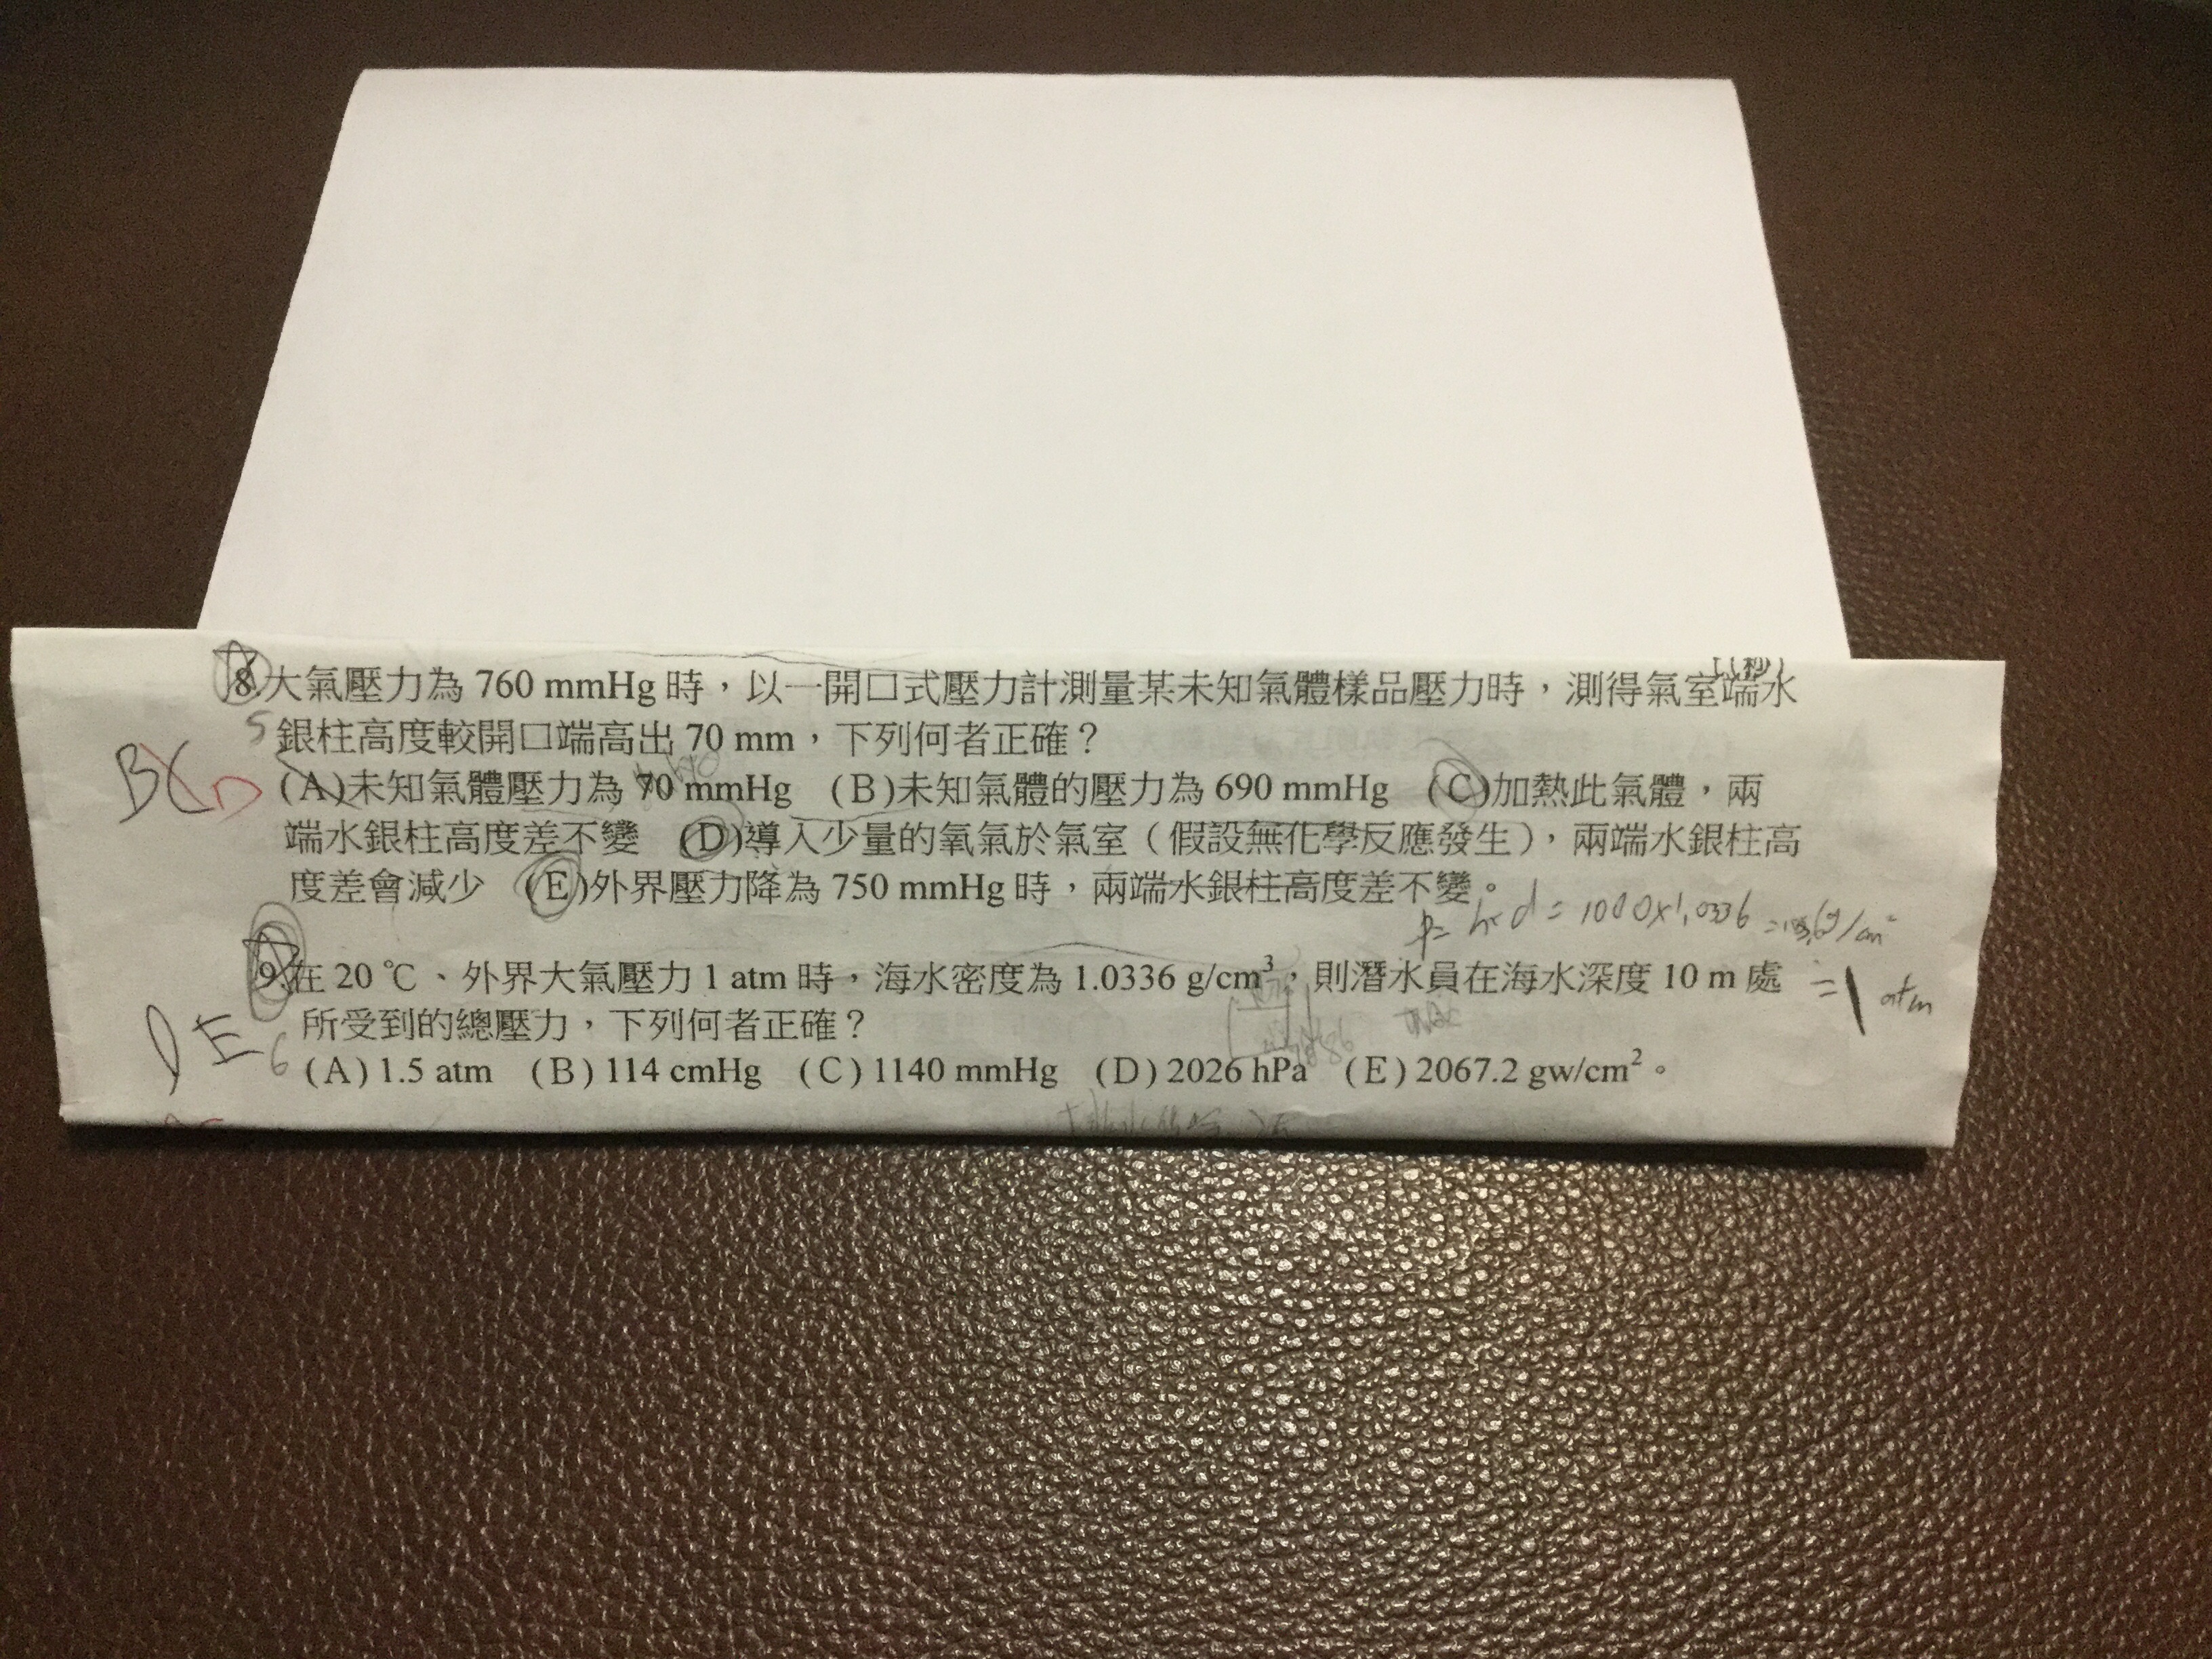 8.大氣壓力為 760 mmHg 時，以一開口式壓力計測量某未知氣體樣品壓力時，測得氣室端水
5 銀柱高度較開口端高出 70 mm，下列何者正確？
BCD
(A)未知氣體壓力為 70 mmHg (B)未知氣體的壓力為 690 mmHg (C)加熱此氣體，兩
端水銀柱高度差不變 (D)導入少量的氧氣於氣室（假設無化學反應發生），兩端水銀柱高
度差會減少 (E)外界壓力降為 750 mmHg 時，兩端水銀柱高度差不變。
P= h×d = 1000×1.0336
9.在 20 ℃、外界大氣壓力 1 atm 時，海水密度為 1.0336 g/cm³，則潛水員在海水深度 10 m 處
= 1 atm
所受到的總壓力，下列何者正確？
DE 6
(A) 1.5 atm (B) 114 cmHg (C) 1140 mmHg (D) 2026 hPa (E) 2067.2 gw/cm²。